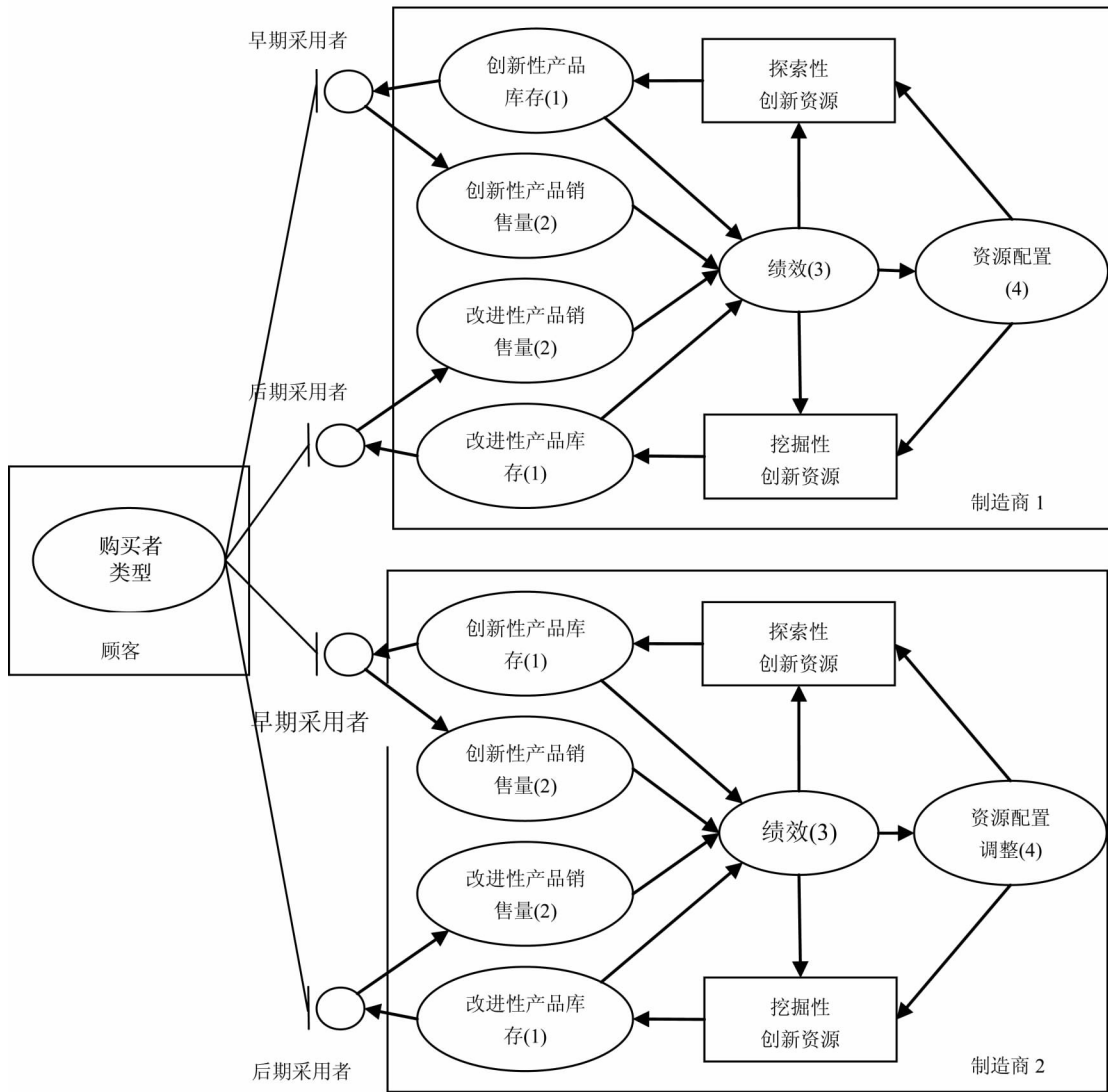 早期采用者
创新性产品
库存(1)
探索性
创新资源
创新性产品销
售量(2)
绩效(3)
资源配置
(4)
改进性产品销
售量(2)
后期采用者
改进性产品库
存(1)
挖掘性
创新资源
制造商 1
购买者
类型
顾客
创新性产品库
存(1)
探索性
创新资源
早期采用者
创新性产品销
售量(2)
绩效(3)
资源配置
调整(4)
改进性产品销
售量(2)
改进性产品库
存(1)
挖掘性
创新资源
后期采用者
制造商 2